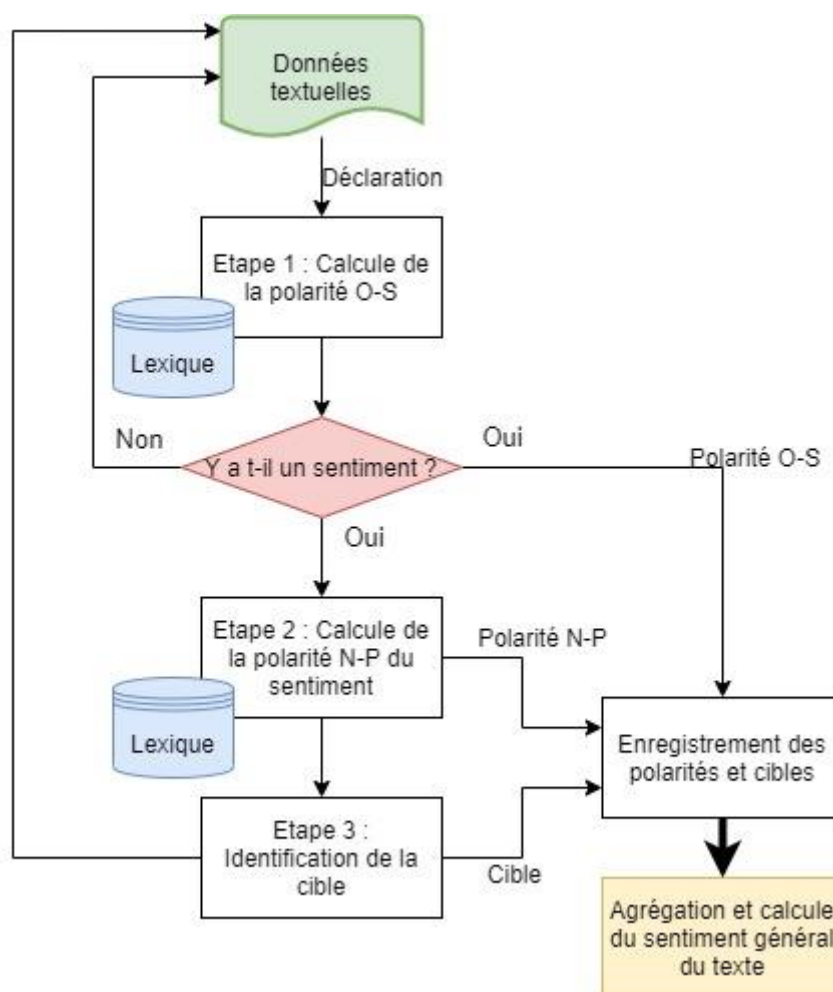 Données
textuelles
Déclaration
Etape 1 : Calcule de
la polarité O-S
Lexique
Non
Y a t-il un sentiment ?
Oui
Polarité O-S
Oui
Etape 2 : Calcule de
la polarité N-P du
sentiment
Polarité N-P
Lexique
Enregistrement des
polarités et cibles
Etape 3 :
Identification de la
cible
Cible
Agrégation et calcule
du sentiment général
du texte